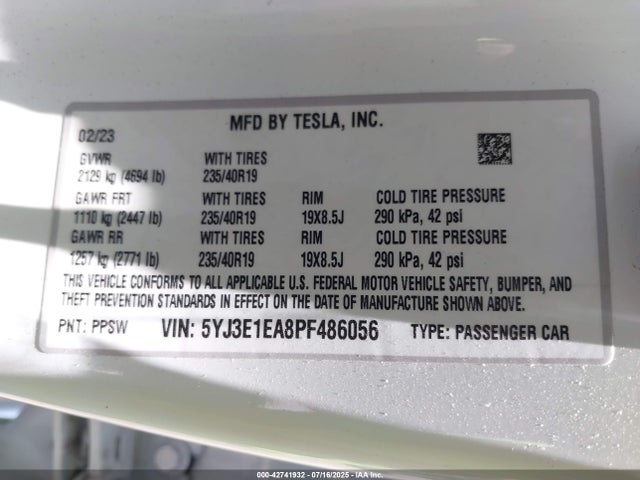 MFD BY TESLA, INC.
02/23
GVWR WITH TIRES
2129 kg (4694 lb) 235/40R19
GAWR FRT WITH TIRES RIM COLD TIRE PRESSURE
1110 kg (2447 lb) 235/40R19 19X8.5J 290 kPa, 42 psi
GAWR RR WITH TIRES RIM COLD TIRE PRESSURE
1257 kg (2771 lb) 235/40R19 19X8.5J 290 kPa, 42 psi
THIS VEHICLE CONFORMS TO ALL APPLICABLE U.S. FEDERAL MOTOR VEHICLE SAFETY, BUMPER, AND
THEFT PREVENTION STANDARDS IN EFFECT ON THE DATE OF MANUFACTURE SHOWN ABOVE.
PNT: PPSW VIN: 5YJ3E1EA8PF486056 TYPE: PASSENGER CAR
000-42741932 - 07/16/2025 - IAAI.COM